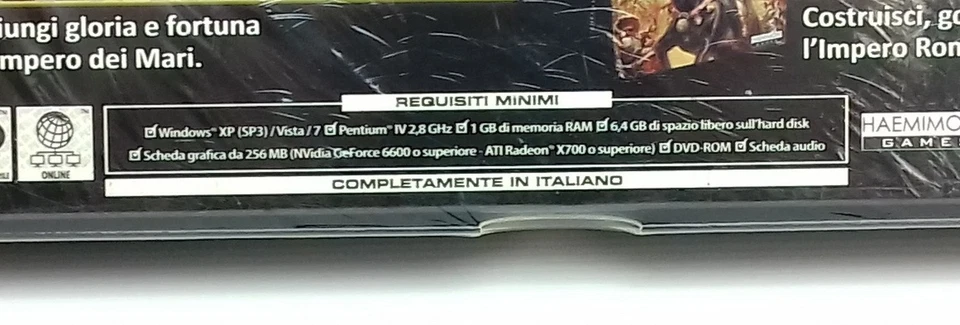 iungi gloria e fortuna
mpero dei Mari.
Costruisci,
l'Impero
REQUISITI MINIMI
Windows® XP (SP3) / Vista / 7 Pentium® IV 2,8 GHz 1 GB di memoria RAM 6,4 GB di spazio libero sull'hard disk
Scheda grafica da 256 MB (NVidia GeForce 6600 o superiore - ATI Radeon® X700 o superiore) DVD-ROM Scheda audio
ONLINE
HAEMIMO
GAME
COMPLETAMENTE IN ITALIANO